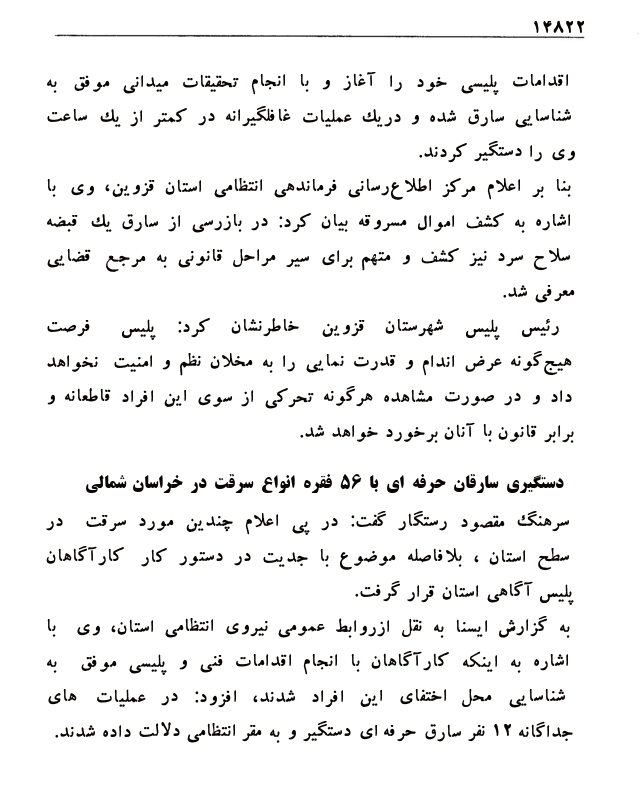 ۱۴۸۲۲
اقدامات پلیسی خود را آغاز و با انجام تحقیقات میدانی موفق به
شناسایی سارق شده و دریك عملیات غافلگیرانه در کمتر از یك ساعت
وی را دستگیر کردند.
بنا بر اعلام مرکز اطلاع‌رسانی فرماندهی انتظامی استان قزوین، وی با
اشاره به کشف اموال مسروقه بیان کرد: در بازرسی از سارق یك قبضه
سلاح سرد نیز کشف و متهم برای سیر مراحل قانونی به مرجع قضایی
معرفی شد.
رئیس پلیس شهرستان قزوین خاطرنشان کرد: پلیس فرصت
هیچ‌گونه عرض اندام و قدرت نمایی را به مخلان نظم و امنیت نخواهد
داد و در صورت مشاهده هرگونه تحرکی از سوی این افراد قاطعانه و
برابر قانون با آنان برخورد خواهد شد.
دستگیری سارقان حرفه ای با ۵۶ فقره انواع سرقت در خراسان شمالی
سرهنگ مقصود رستگار گفت: در پی اعلام چندین مورد سرقت در
سطح استان ، بلافاصله موضوع با جدیت در دستور کار کارآگاهان
پلیس آگاهی استان قرار گرفت.
به گزارش ایسنا به نقل ازروابط عمومی نیروی انتظامی استان، وی با
اشاره به اینکه کارآگاهان با انجام اقدامات فنی و پلیسی موفق به
شناسایی محل اختفای این افراد شدند، افزود: در عملیات های
جداگانه ۱۲ نفر سارق حرفه ای دستگیر و به مقر انتظامی دلالت داده شدند.